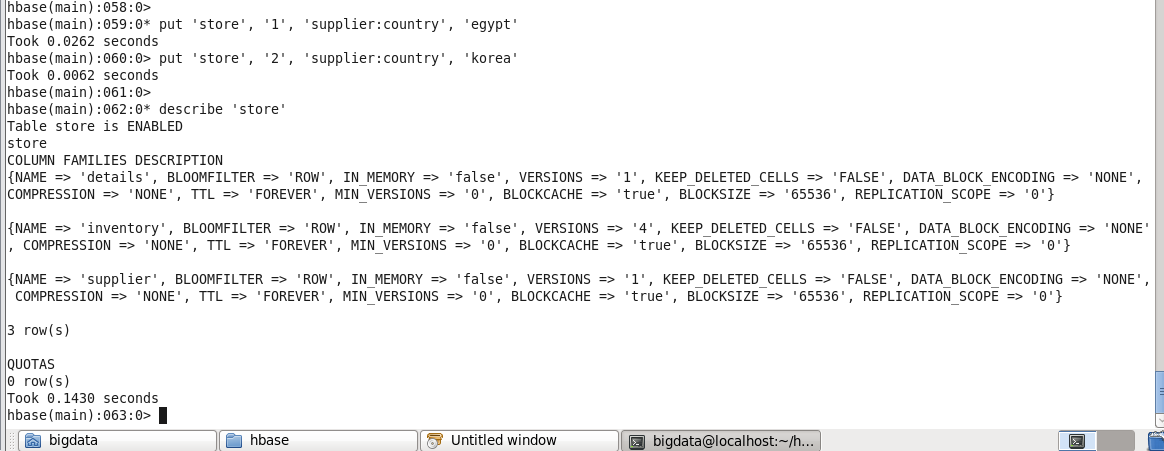 hbase(main):058:0>
hbase(main):059:0* put 'store', '1', 'supplier:country', 'egypt'
Took 0.0262 seconds
hbase(main):060:0> put 'store', '2', 'supplier:country', 'korea'
Took 0.0062 seconds
hbase(main):061:0>
hbase(main):062:0* describe 'store'
Table store is ENABLED
store
COLUMN FAMILIES DESCRIPTION
{NAME => 'details', BLOOMFILTER => 'ROW', IN_MEMORY => 'false', VERSIONS => '1', KEEP_DELETED_CELLS => 'FALSE', DATA_BLOCK_ENCODING => 'NONE',
COMPRESSION => 'NONE', TTL => 'FOREVER', MIN_VERSIONS => '0', BLOCKCACHE => 'true', BLOCKSIZE => '65536', REPLICATION_SCOPE => '0'}
{NAME => 'inventory', BLOOMFILTER => 'ROW', IN_MEMORY => 'false', VERSIONS => '4', KEEP_DELETED_CELLS => 'FALSE', DATA_BLOCK_ENCODING => 'NONE'
, COMPRESSION => 'NONE', TTL => 'FOREVER', MIN_VERSIONS => '0', BLOCKCACHE => 'true', BLOCKSIZE => '65536', REPLICATION_SCOPE => '0'}
{NAME => 'supplier', BLOOMFILTER => 'ROW', IN_MEMORY => 'false', VERSIONS => '1', KEEP_DELETED_CELLS => 'FALSE', DATA_BLOCK_ENCODING => 'NONE',
COMPRESSION => 'NONE', TTL => 'FOREVER', MIN_VERSIONS => '0', BLOCKCACHE => 'true', BLOCKSIZE => '65536', REPLICATION_SCOPE => '0'}
3 row(s)
QUOTAS
0 row(s)
Took 0.1430 seconds
hbase(main):063:0>
bigdata hbase Untitled window bigdata@localhost:~/h...